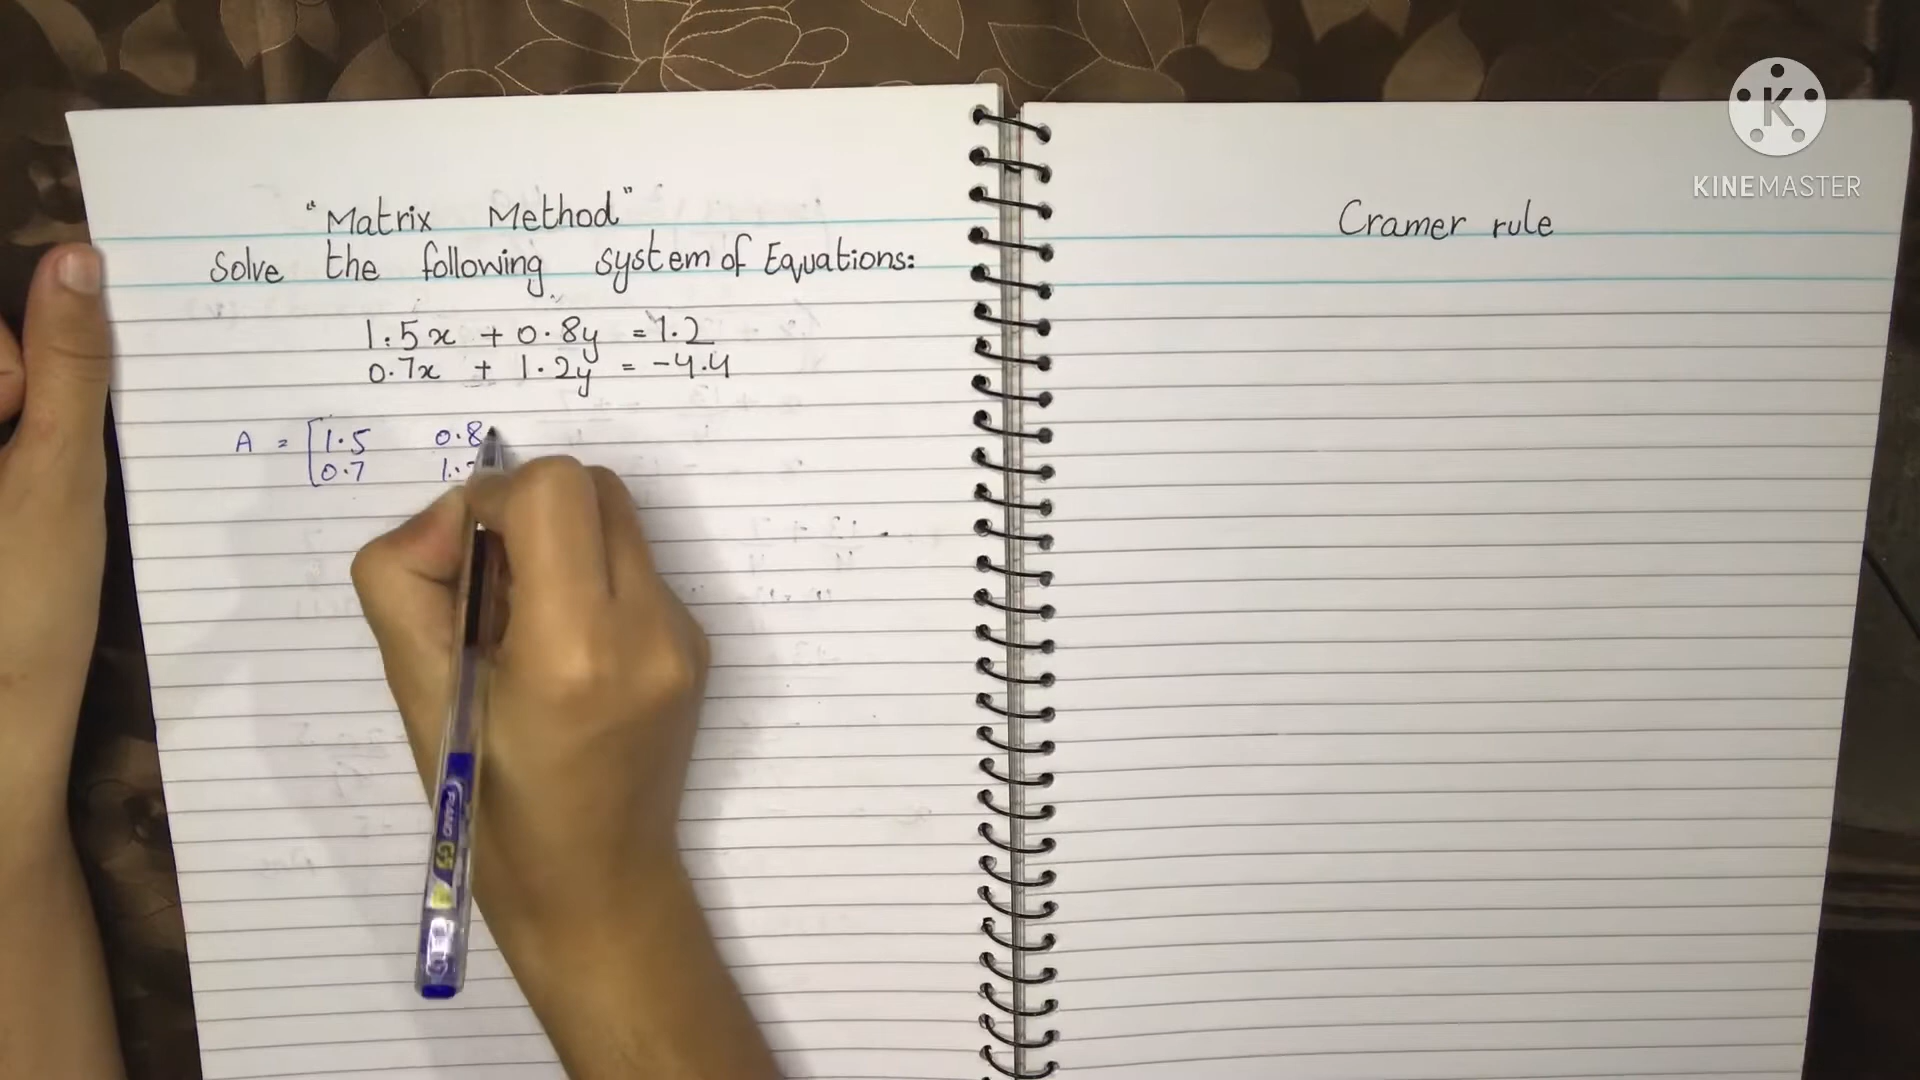 "Matrix Method"
Solve the following system of Equations:
1.5x + 0.8y = 1.2
0.7x + 1.2y = -4.4
A = [1.5 0.8
0.7
Cramer rule
K
KINEMASTER
PIANO